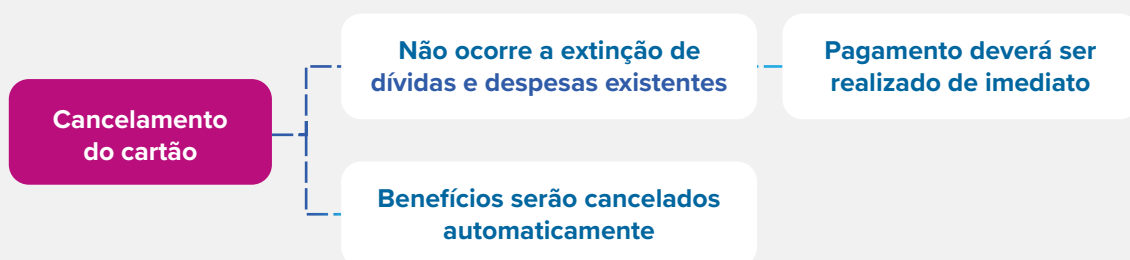 Cancelamento
do cartão
Não ocorre a extinção de
dívidas e despesas existentes
Pagamento deverá ser
realizado de imediato
Benefícios serão cancelados
automaticamente